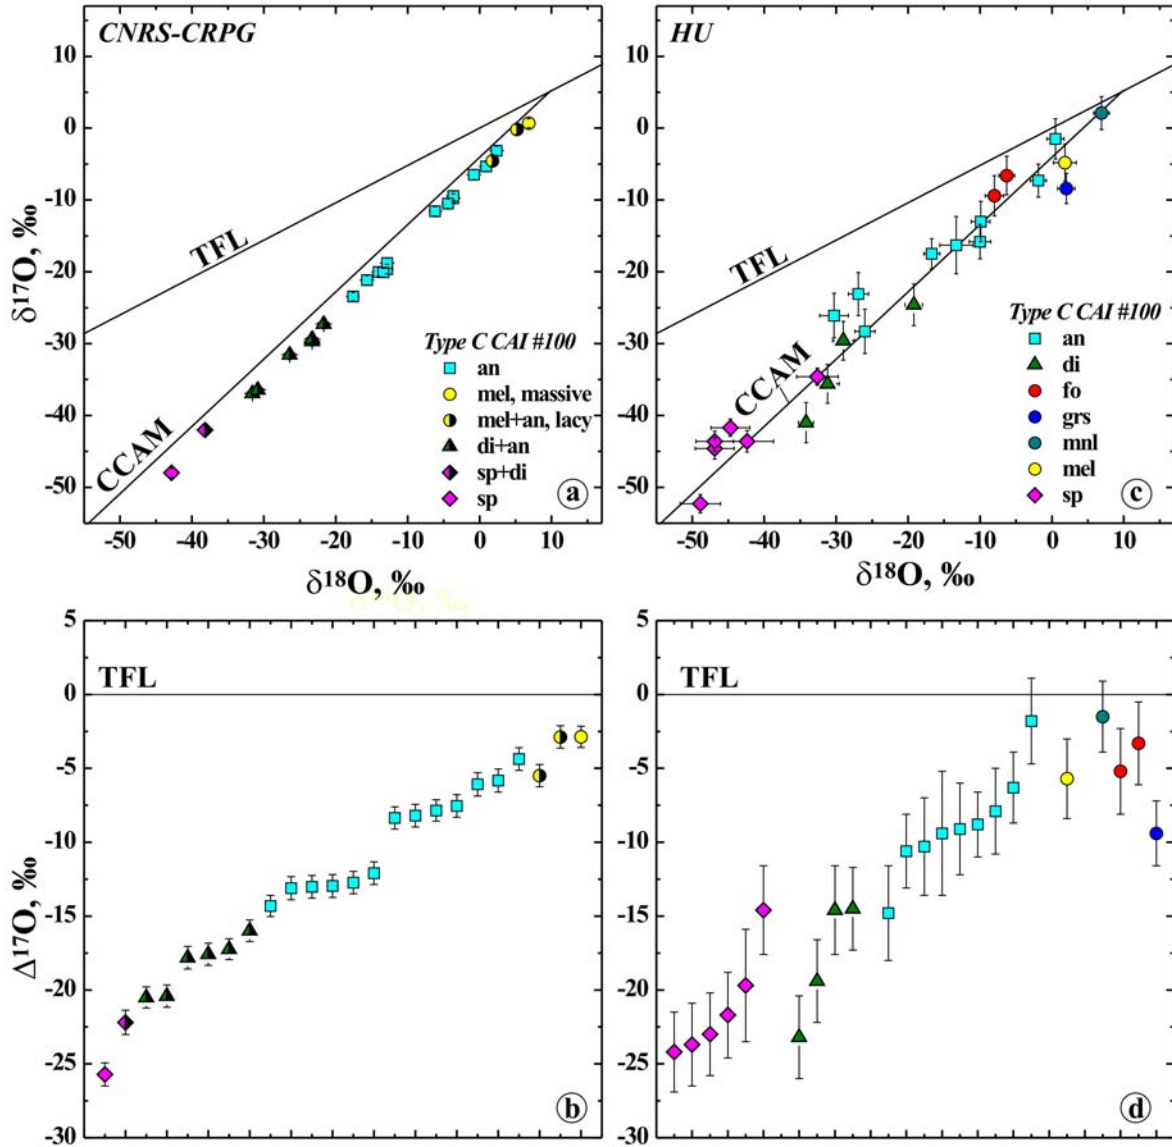 CNRS-CRPG
10
0
-10
-20
-30
-40
-50
δ¹⁷O, ‰
TFL
CCAM
Type C CAI #100
an
mel, massive
mel+an, lacy
di+an
sp+di
sp
a
-50 -40 -30 -20 -10 0 10
δ¹⁸O, ‰
HU
10
0
-10
-20
-30
-40
-50
TFL
CCAM
Type C CAI #100
an
di
fo
grs
mnl
mel
sp
c
-50 -40 -30 -20 -10 0 10
δ¹⁸O, ‰
5
0
-5
-10
-15
-20
-25
-30
Δ¹⁷O, ‰
TFL
b
5
0
-5
-10
-15
-20
-25
-30
TFL
d